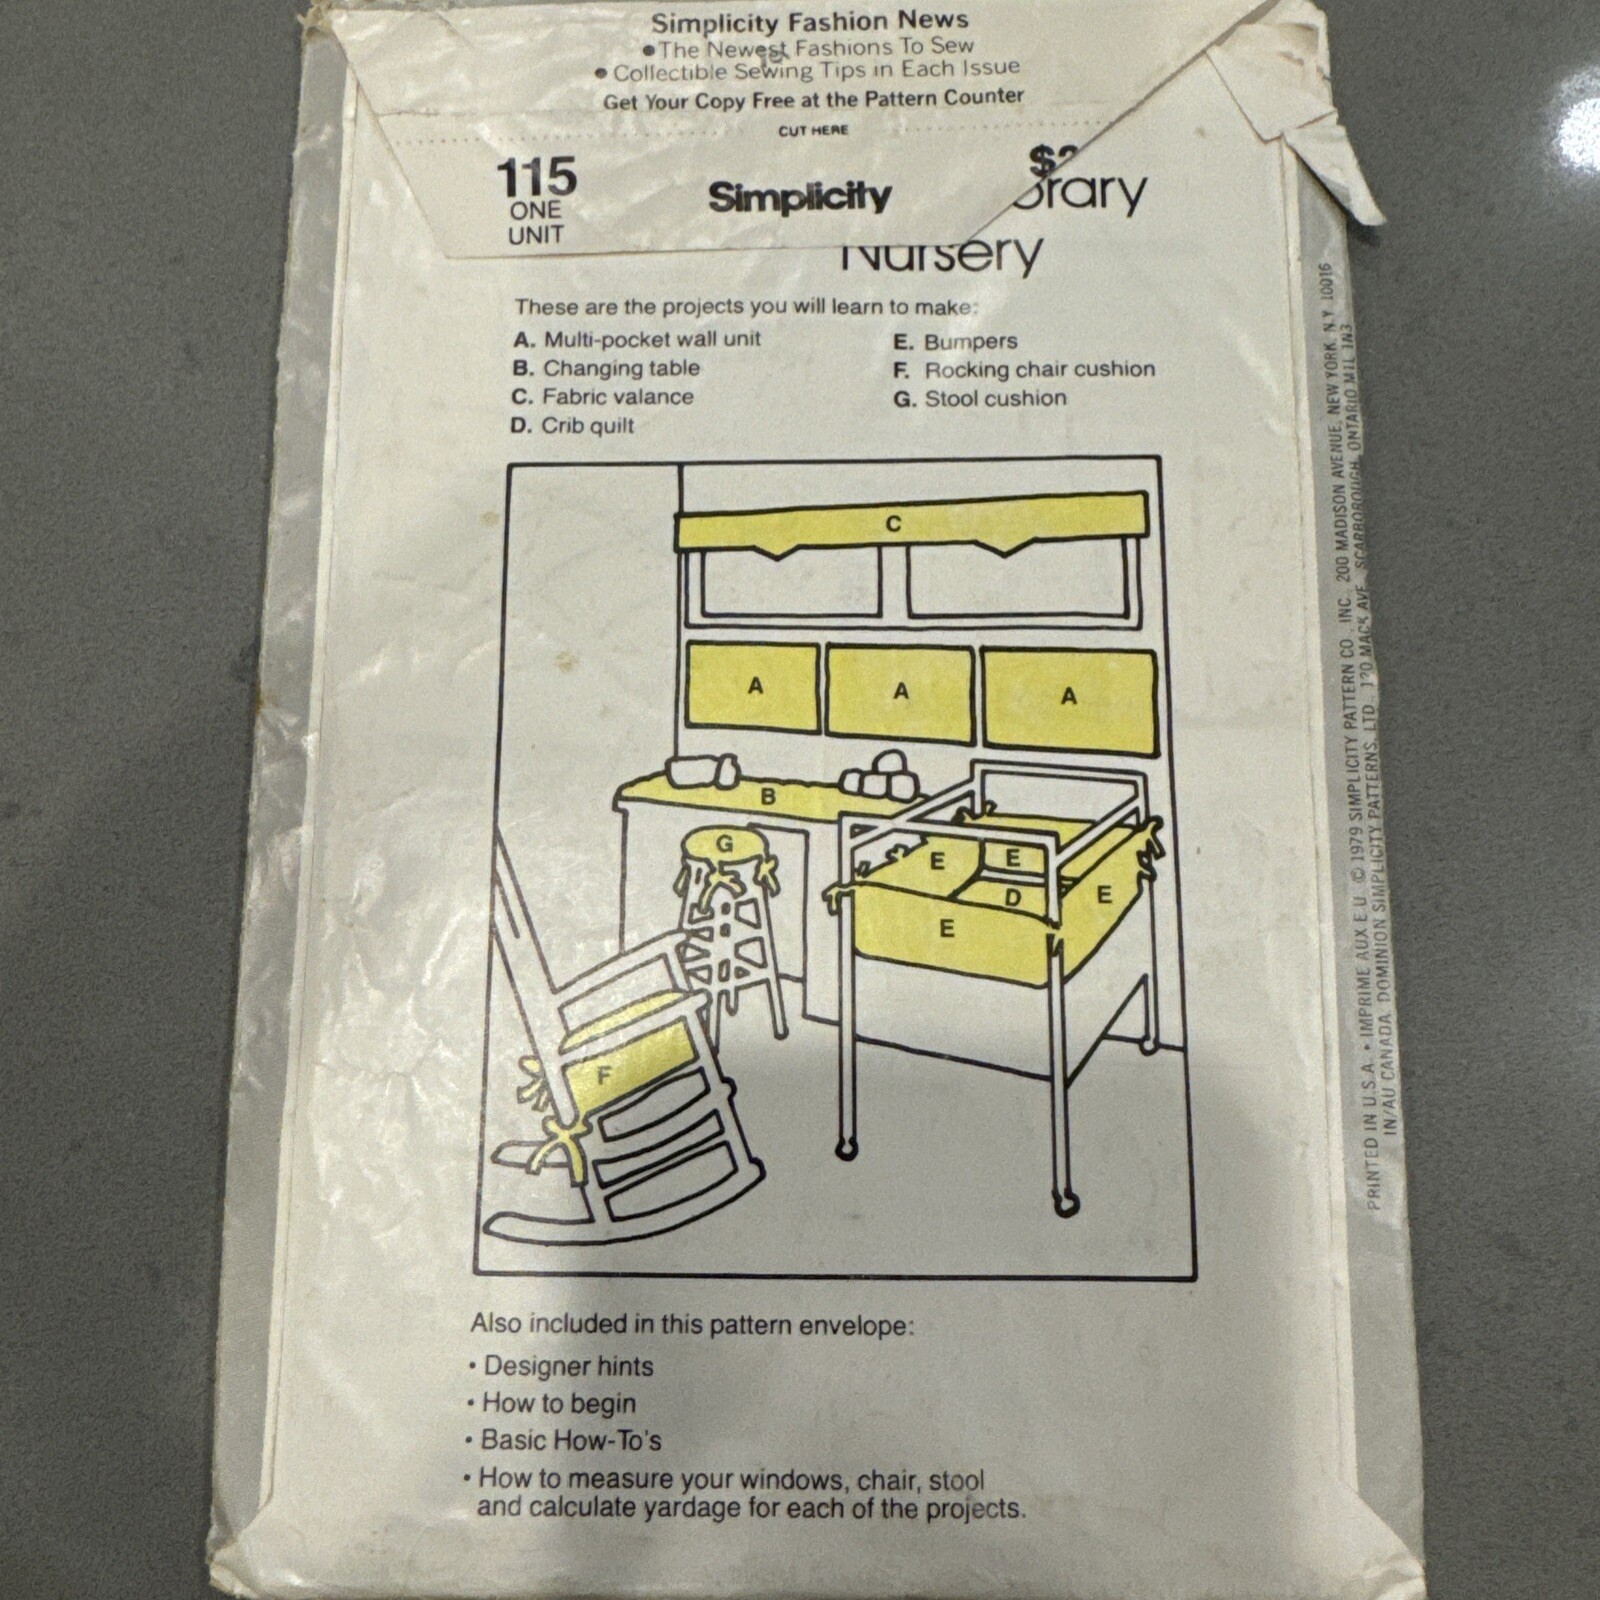 Simplicity Fashion News
•The Newest Fashions To Sew
• Collectible Sewing Tips in Each Issue
Get Your Copy Free at the Pattern Counter
CUT HERE
115
ONE
UNIT
Simplicity
$2
orary
Nursery
These are the projects you will learn to make:
A. Multi-pocket wall unit
B. Changing table
C. Fabric valance
D. Crib quilt
E. Bumpers
F. Rocking chair cushion
G. Stool cushion
C
A
A
A
B
G
E
E
D
E
E
F
Also included in this pattern envelope:
• Designer hints
• How to begin
• Basic How-To's
• How to measure your windows, chair, stool
and calculate yardage for each of the projects.
PRINTED IN U.S.A. • IMPRIME AUX E.U. © 1979 SIMPLICITY PATTERN CO. INC. 200 MADISON AVENUE, NEW YORK, N.Y. 10016
IN/AU CANADA, DOMINION SIMPLICITY PATTERNS, LTD. 120 MACK AVE. SCARBOROUGH, ONTARIO M1L 1N3